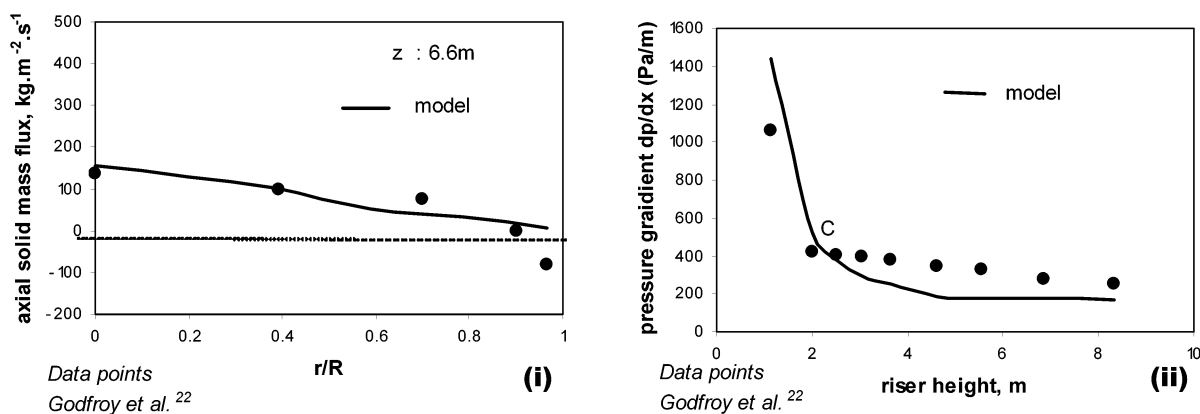 axial solid mass flux, kg.m⁻².s⁻¹
500
400
300
200
100
0
-100
-200
z : 6.6m
model
0
0.2
0.4
0.6
0.8
1
r/R
Data points
Godfroy et al. ²²
(i)
pressure graidient dp/dx (Pa/m)
1600
1400
1200
1000
800
600
400
200
0
model
C
0
2
4
6
8
10
riser height, m
Data points
Godfroy et al. ²²
(ii)